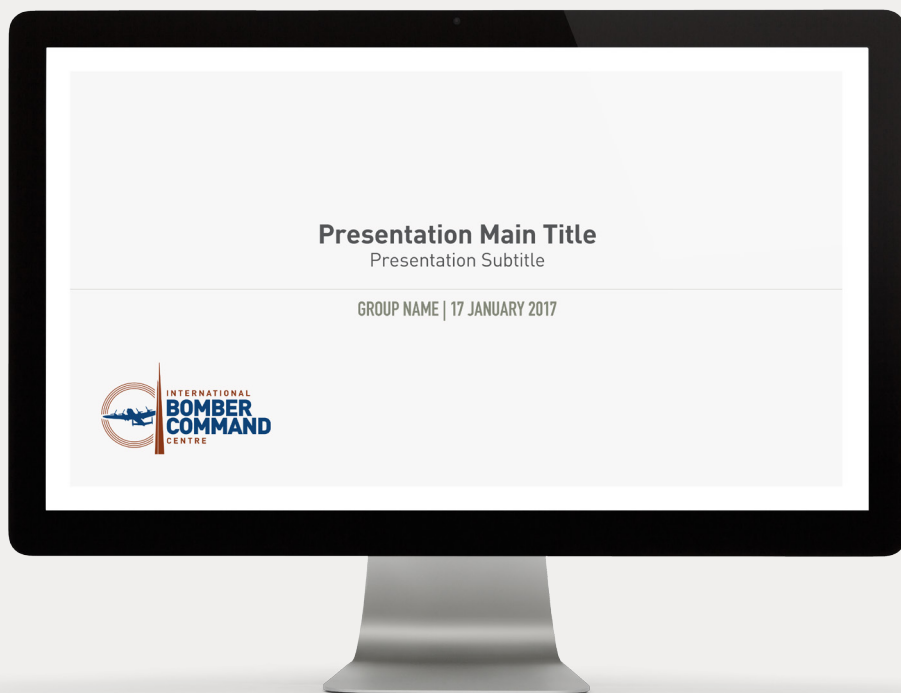 Presentation Main Title
Presentation Subtitle
GROUP NAME | 17 JANUARY 2017
INTERNATIONAL
BOMBER
COMMAND
CENTRE